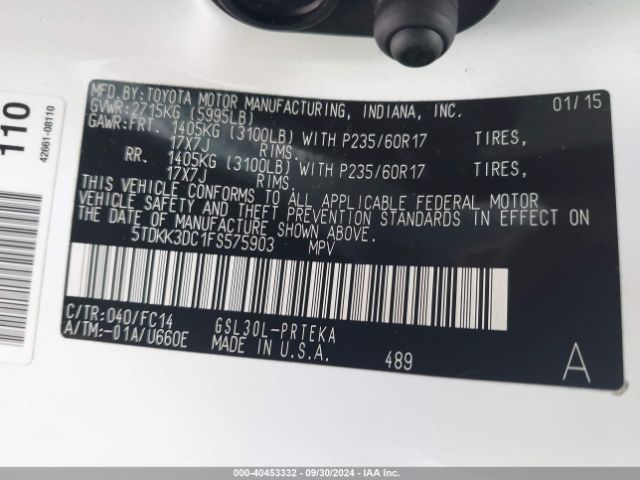 MFD.BY:TOYOTA MOTOR MANUFACTURING, INDIANA, INC. 01/15
GVWR:2715KG (5995LB)
GAWR:FRT. 1405KG (3100LB) WITH P235/60R17 TIRES,
17X7J RIMS.
RR. 1405KG (3100LB) WITH P235/60R17 TIRES,
17X7J RIMS.
THIS VEHICLE CONFORMS TO ALL APPLICABLE FEDERAL MOTOR
VEHICLE SAFETY AND THEFT PREVENTION STANDARDS IN EFFECT ON
THE DATE OF MANUFACTURE SHOWN ABOVE.
5TDKK3DC1FS575903 MPV
C/TR:040/FC14 GSL30L-PRTEKA
A/TM:-01A/U660E MADE IN U.S.A. 489 A
110
42661-08110
000-40453332 - 09/30/2024 - IAA Inc.